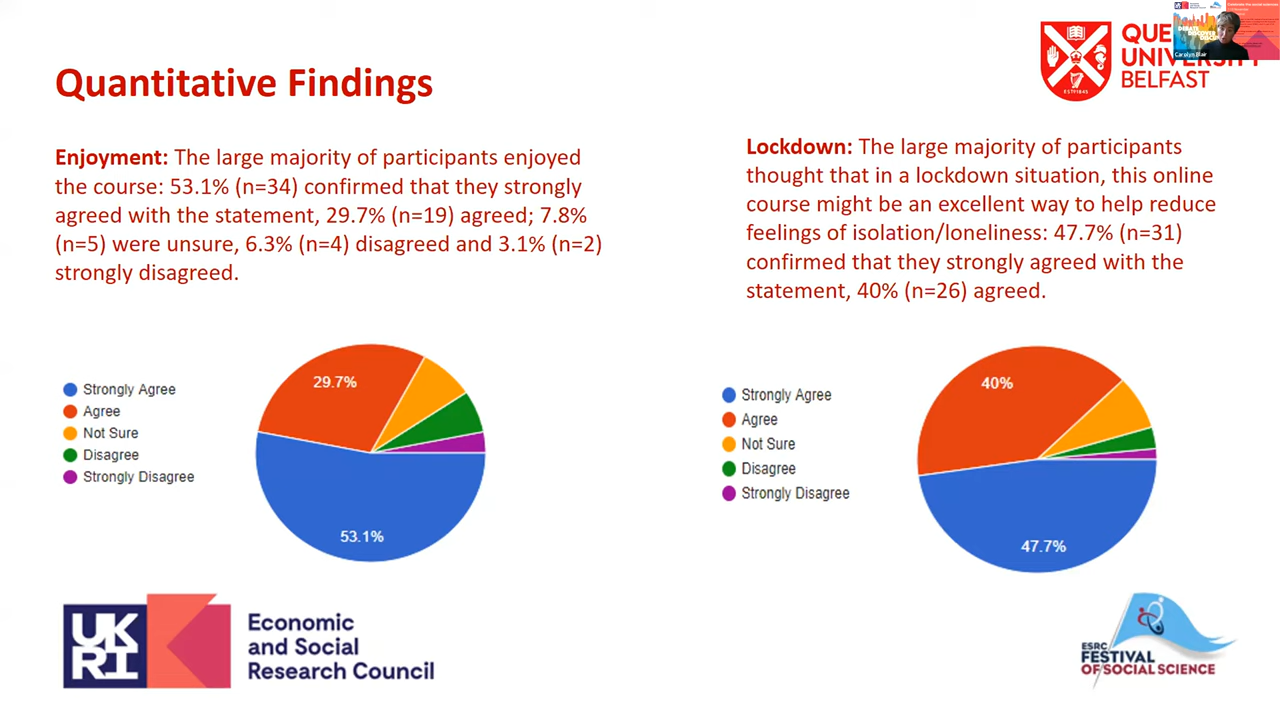 Quantitative Findings
Enjoyment: The large majority of participants enjoyed
the course: 53.1% (n=34) confirmed that they strongly
agreed with the statement, 29.7% (n=19) agreed; 7.8%
(n=5) were unsure, 6.3% (n=4) disagreed and 3.1% (n=2)
strongly disagreed.
Strongly Agree
Agree
Not Sure
Disagree
Strongly Disagree
29.7%
53.1%
QUE
UNIVERSITY
BELFAST
ESTD1845
Carolyn Blair
Lockdown: The large majority of participants
thought that in a lockdown situation, this online
course might be an excellent way to help reduce
feelings of isolation/loneliness: 47.7% (n=31)
confirmed that they strongly agreed with the
statement, 40% (n=26) agreed.
Strongly Agree
Agree
Not Sure
Disagree
Strongly Disagree
40%
47.7%
UK
RI
Economic
and Social
Research Council
ESRC
FESTIVAL
OF SOCIAL SCIENCE